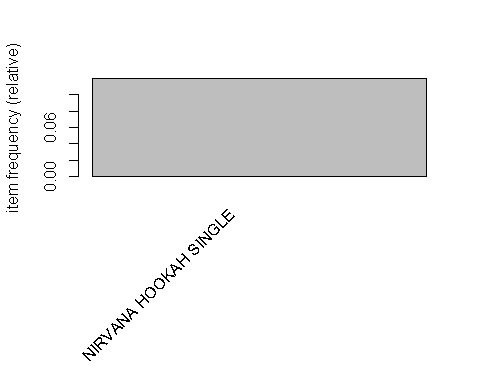 item frequency (relative)
0.06
0.00
NIRVANA HOOKAH SINGLE